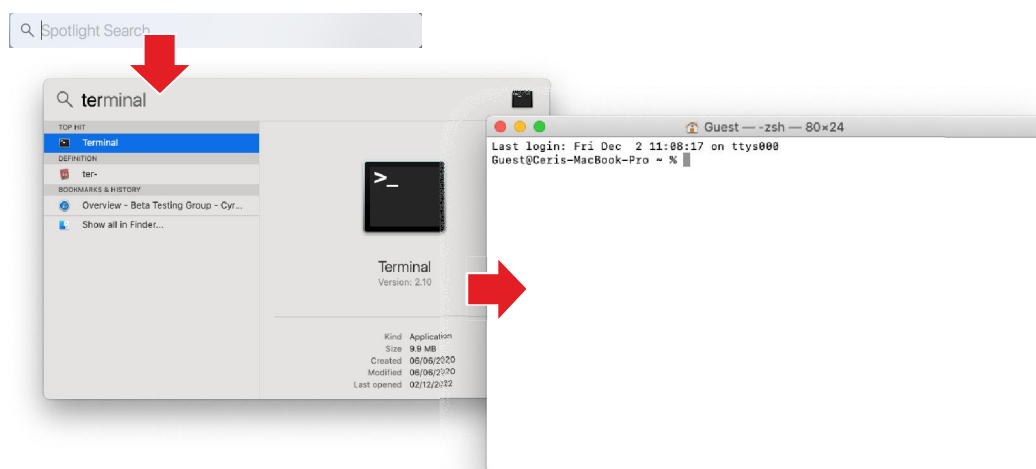 Spotlight Search
terminal
TOP HIT
Terminal
DEFINITION
ter-
BOOKMARKS & HISTORY
Overview - Beta Testing Group - Cyr...
Show all in Finder...
>_
Terminal
Version: 2.10
Kind Application
Size 9.9 MB
Created 06/06/2020
Modified 06/06/2020
Last opened 02/12/2022
Guest — -zsh — 80×24
Last login: Fri Dec  2 11:08:17 on ttys000
Guest@Ceris-MacBook-Pro ~ %